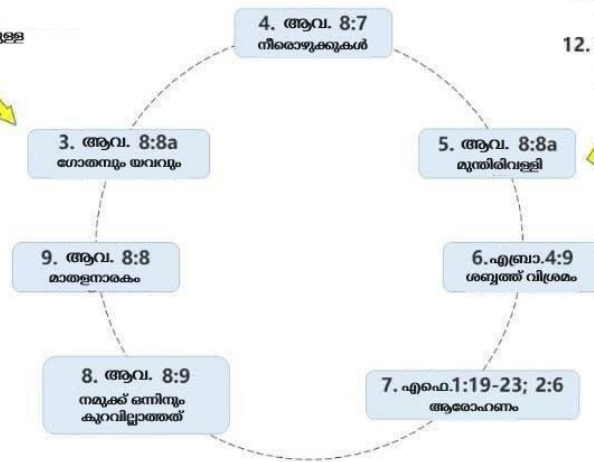 4. ആവ. 8:7
നീരൊഴുക്കുകൾ
12.
3. ആവ. 8:8a
ഗോതമ്പും യവവും
5. ആവ. 8:8a
മുന്തിരിവള്ളി
9. ആവ. 8:8
മാതളനാരകം
6.എബ്രാ.4:9
ശബ്ബത്ത് വിശ്രമം
8. ആവ. 8:9
നമുക്ക് ഒന്നിനും
കുറവില്ലാത്തത്
7. എഫെ.1:19-23; 2:6
ആരോഹണം